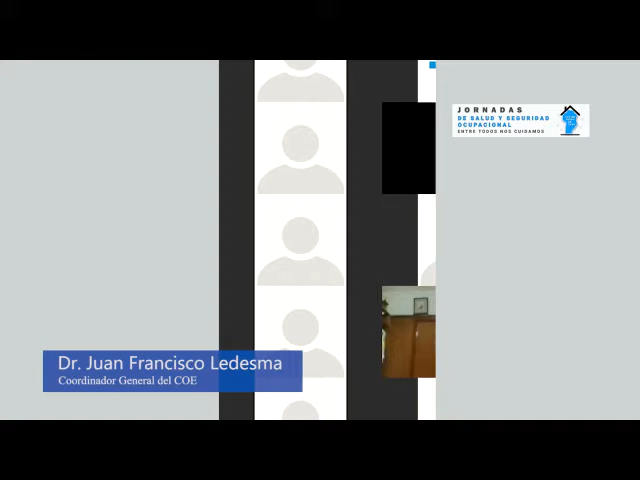 JORNADAS
DE SALUD Y SEGURIDAD
OCUPACIONAL
ENTRE TODOS NOS CUIDAMOS
Dr. Juan Francisco Ledesma
Coordinador General del COE